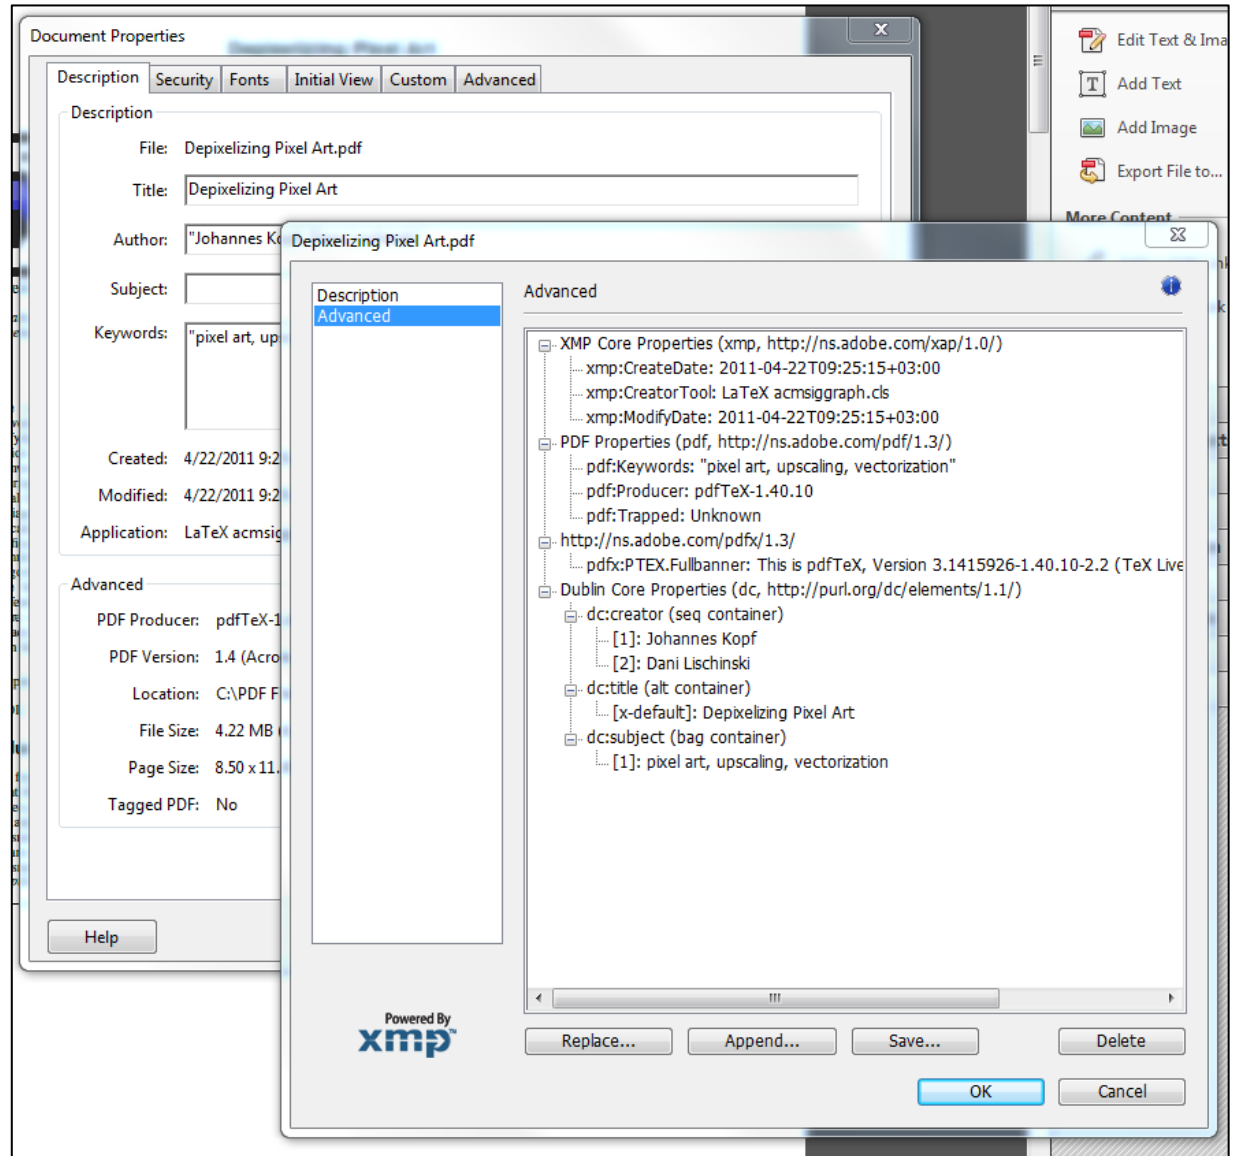 Document Properties
Description Security Fonts Initial View Custom Advanced
Description
File: Depixelizing Pixel Art.pdf
Title: Depixelizing Pixel Art
Author: "Johannes Ko
Subject:
Keywords: "pixel art, up
Created: 4/22/2011 9:2
Modified: 4/22/2011 9:2
Application: LaTeX acmsig
Advanced
PDF Producer: pdfTeX-1
PDF Version: 1.4 (Acro
Location: C:\PDF F
File Size: 4.22 MB
Page Size: 8.50 x 11.
Tagged PDF: No
Help
Edit Text & Ima
Add Text
Add Image
Export File to...
More Content
Depixelizing Pixel Art.pdf
Description
Advanced
Advanced
XMP Core Properties (xmp, http://ns.adobe.com/xap/1.0/)
xmp:CreateDate: 2011-04-22T09:25:15+03:00
xmp:CreatorTool: LaTeX acmsiggraph.cls
xmp:ModifyDate: 2011-04-22T09:25:15+03:00
PDF Properties (pdf, http://ns.adobe.com/pdf/1.3/)
pdf:Keywords: "pixel art, upscaling, vectorization"
pdf:Producer: pdfTeX-1.40.10
pdf:Trapped: Unknown
http://ns.adobe.com/pdfx/1.3/
pdfx:PTEX.Fullbanner: This is pdfTeX, Version 3.1415926-1.40.10-2.2 (TeX Live
Dublin Core Properties (dc, http://purl.org/dc/elements/1.1/)
dc:creator (seq container)
[1]: Johannes Kopf
[2]: Dani Lischinski
dc:title (alt container)
[x-default]: Depixelizing Pixel Art
dc:subject (bag container)
[1]: pixel art, upscaling, vectorization
Powered By
xmp™
Replace... Append... Save... Delete
OK Cancel